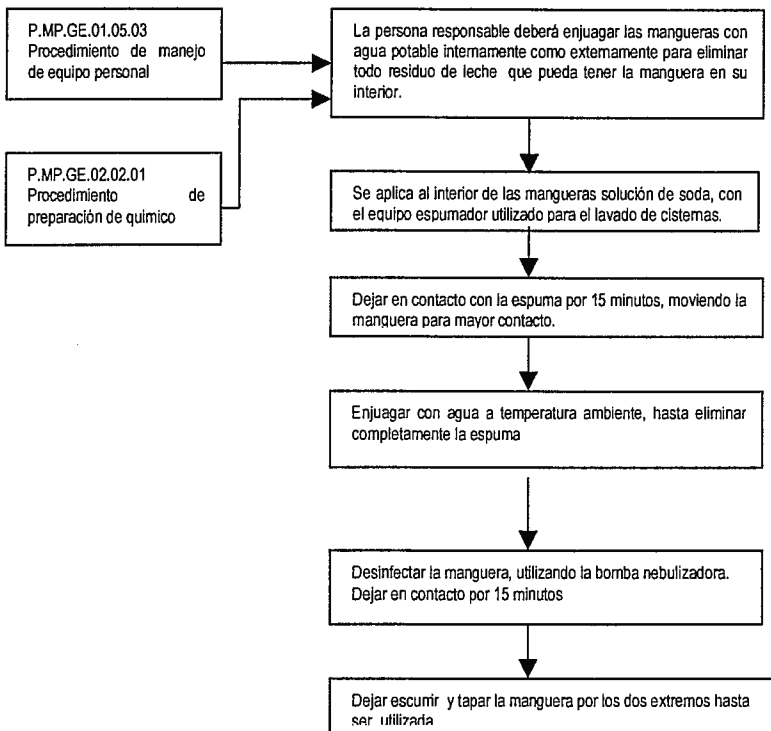 P.MP.GE.01.05.03
Procedimiento de manejo
de equipo personal
La persona responsable deberá enjuagar las mangueras con
agua potable internamente como externamente para eliminar
todo residuo de leche que pueda tener la manguera en su
interior.
P.MP.GE.02.02.01
Procedimiento de
preparación de quimico
Se aplica al interior de las mangueras solución de soda, con
el equipo espumador utilizado para el lavado de cisternas.
Dejar en contacto con la espuma por 15 minutos, moviendo la
manguera para mayor contacto.
Enjuagar con agua a temperatura ambiente, hasta eliminar
completamente la espuma
Desinfectar la manguera, utilizando la bomba nebulizadora.
Dejar en contacto por 15 minutos
Dejar escurrir y tapar la manguera por los dos extremos hasta
ser utilizada